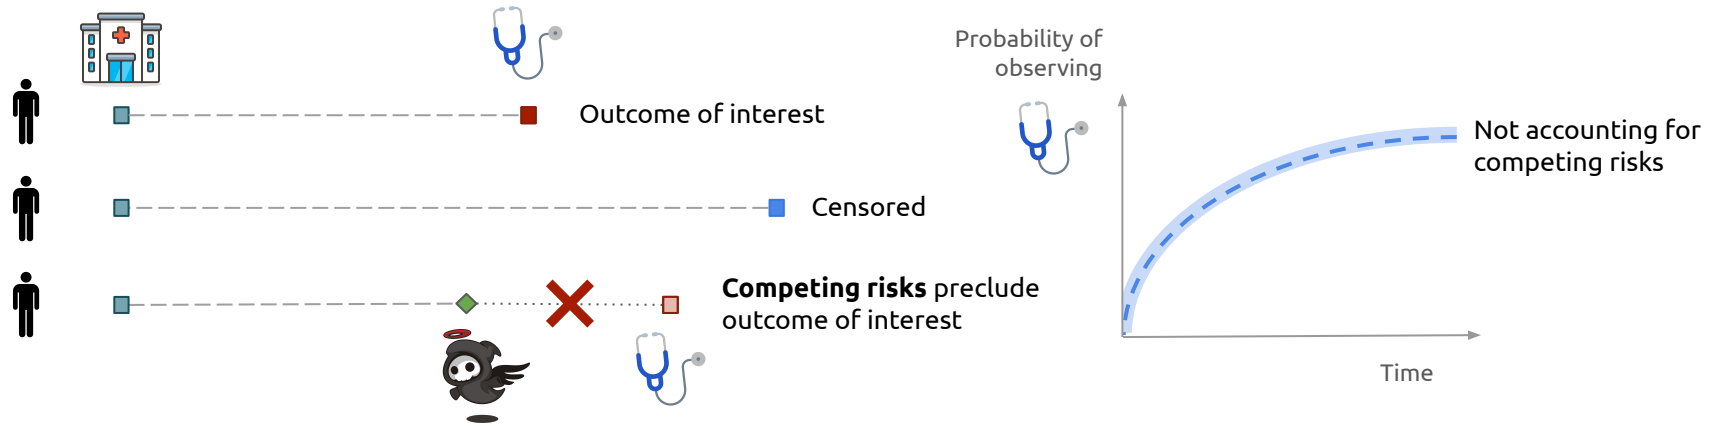 Outcome of interest
Censored
Competing risks preclude
outcome of interest
Probability of
observing
Not accounting for
competing risks
Time